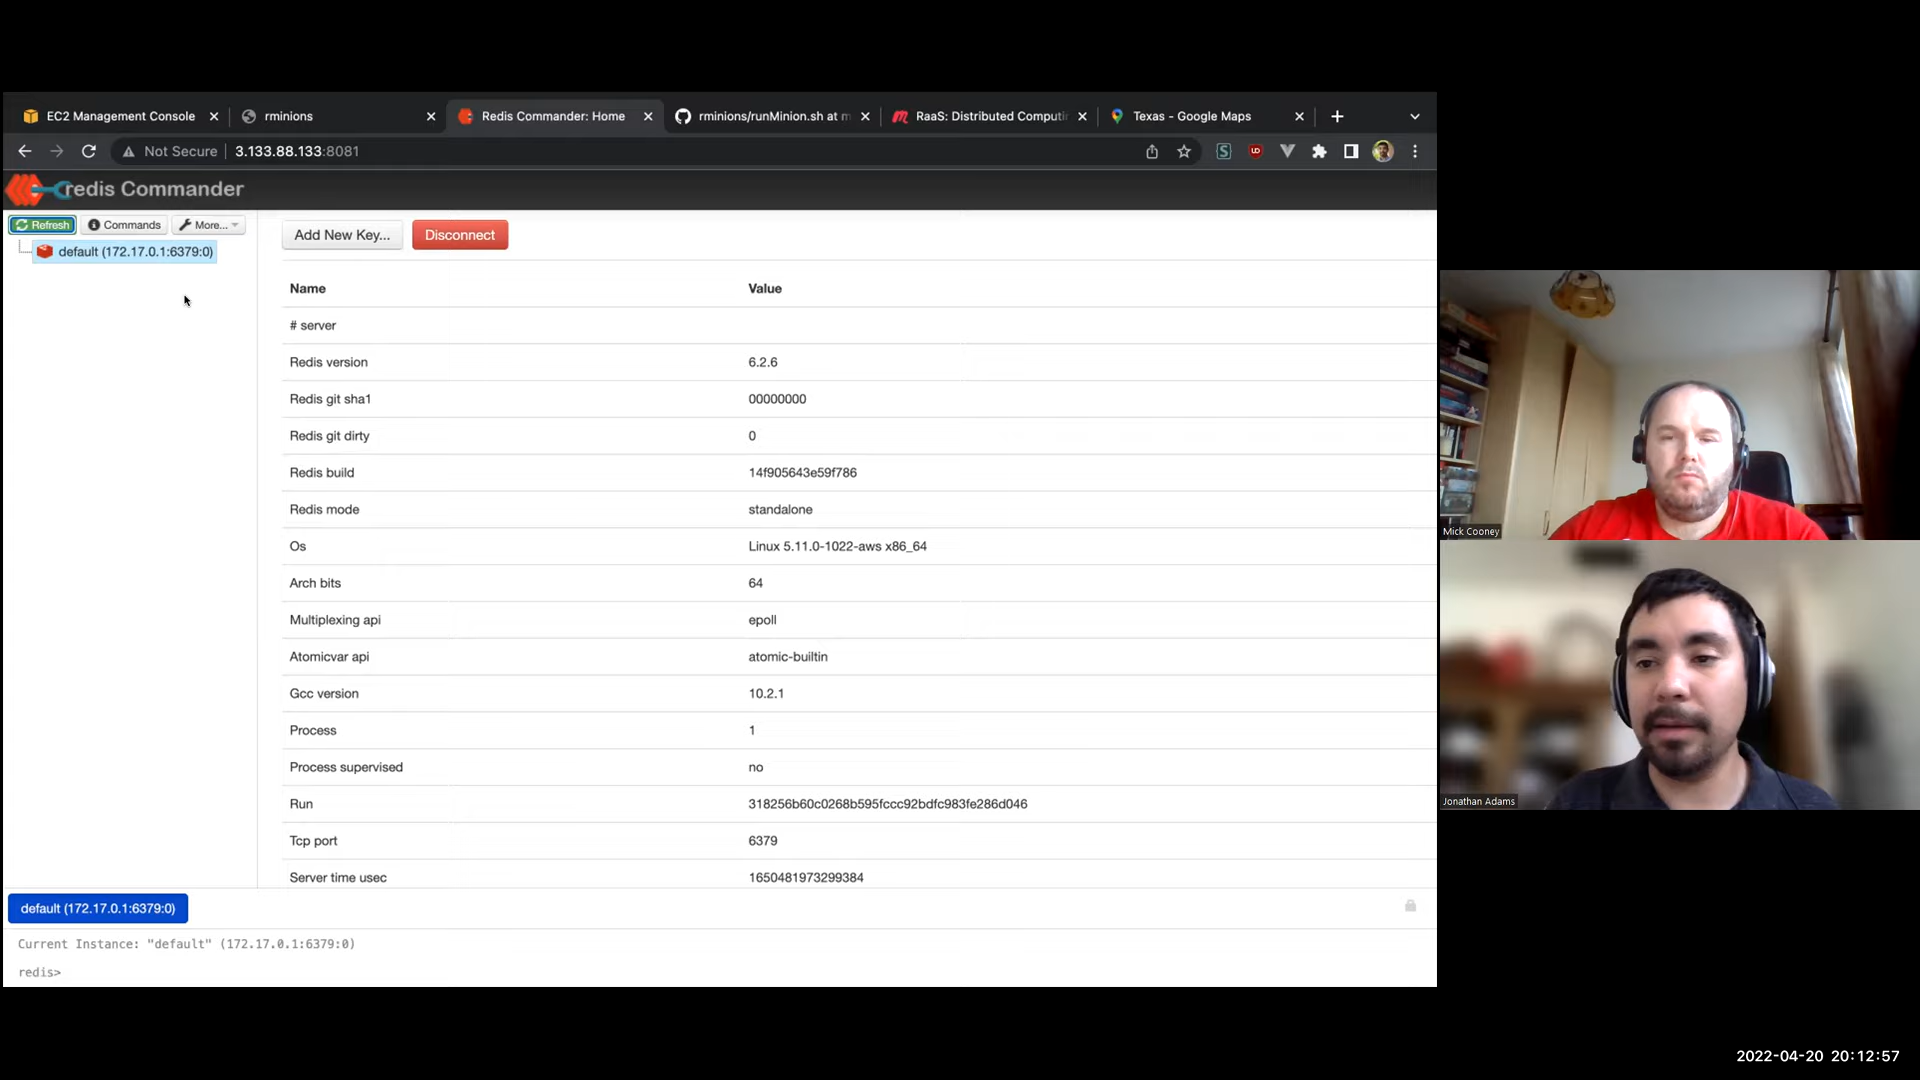 EC2 Management Console
rminions
Redis Commander: Home
rminions/runMinion.sh at m
RaaS: Distributed Computi
Texas - Google Maps
Not Secure
3.133.88.133:8081
redis Commander
Refresh
Commands
More...
default (172.17.0.1:6379:0)
Add New Key...
Disconnect
Name Value
# server
Redis version 6.2.6
Redis git sha1 00000000
Redis git dirty 0
Redis build 14f905643e59f786
Redis mode standalone
Os Linux 5.11.0-1022-aws x86_64
Arch bits 64
Multiplexing api epoll
Atomicvar api atomic-builtin
Gcc version 10.2.1
Process 1
Process supervised no
Run 318256b60c0268b595fccc92bdfc983fe286d046
Tcp port 6379
Server time usec 1650481973299384
default (172.17.0.1:6379:0)
Current Instance: "default" (172.17.0.1:6379:0)
redis>
Mick Cooney
Jonathan Adams
2022-04-20 20:12:57